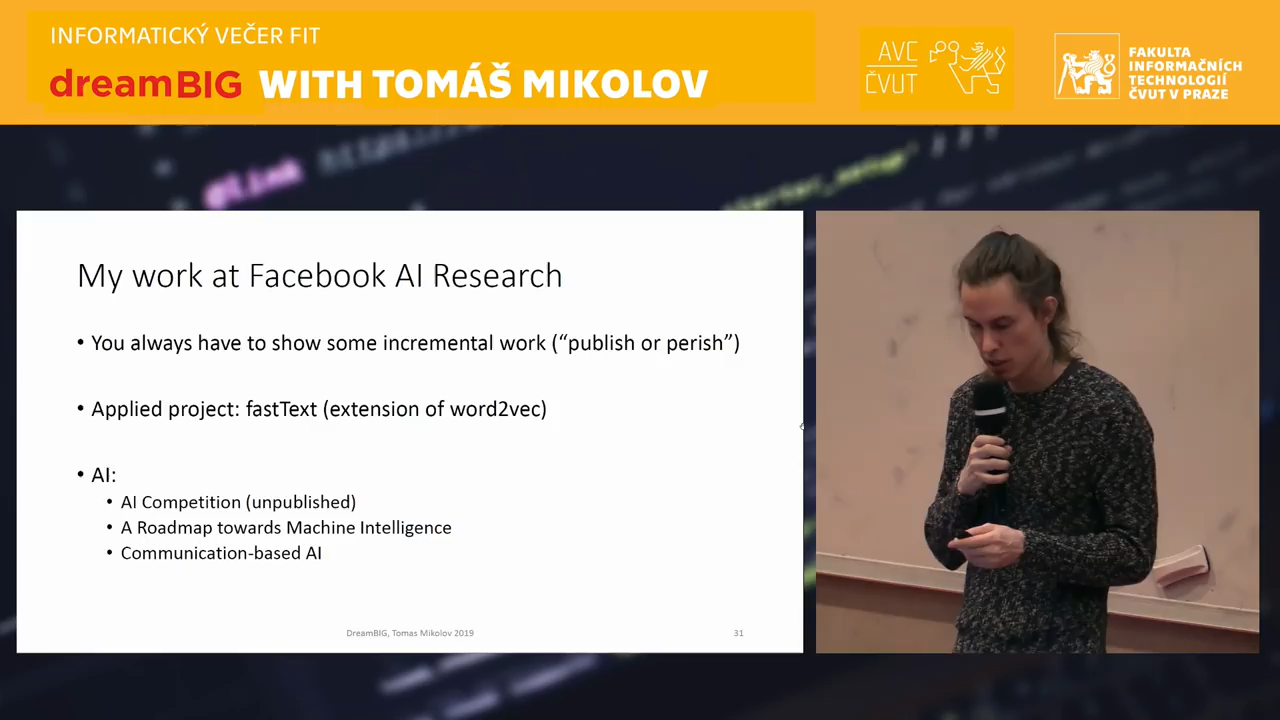 INFORMATICKÝ VEČER FIT
dreamBIG WITH TOMÁŠ MIKOLOV
AVC
ČVUT
FAKULTA
INFORMAČNÍCH
TECHNOLOGIÍ
ČVUT V PRAZE
@link https://
My work at Facebook AI Research
• You always have to show some incremental work (“publish or perish”)
• Applied project: fastText (extension of word2vec)
• AI:
• AI Competition (unpublished)
• A Roadmap towards Machine Intelligence
• Communication-based AI
DreamBIG, Tomas Mikolov 2019
31